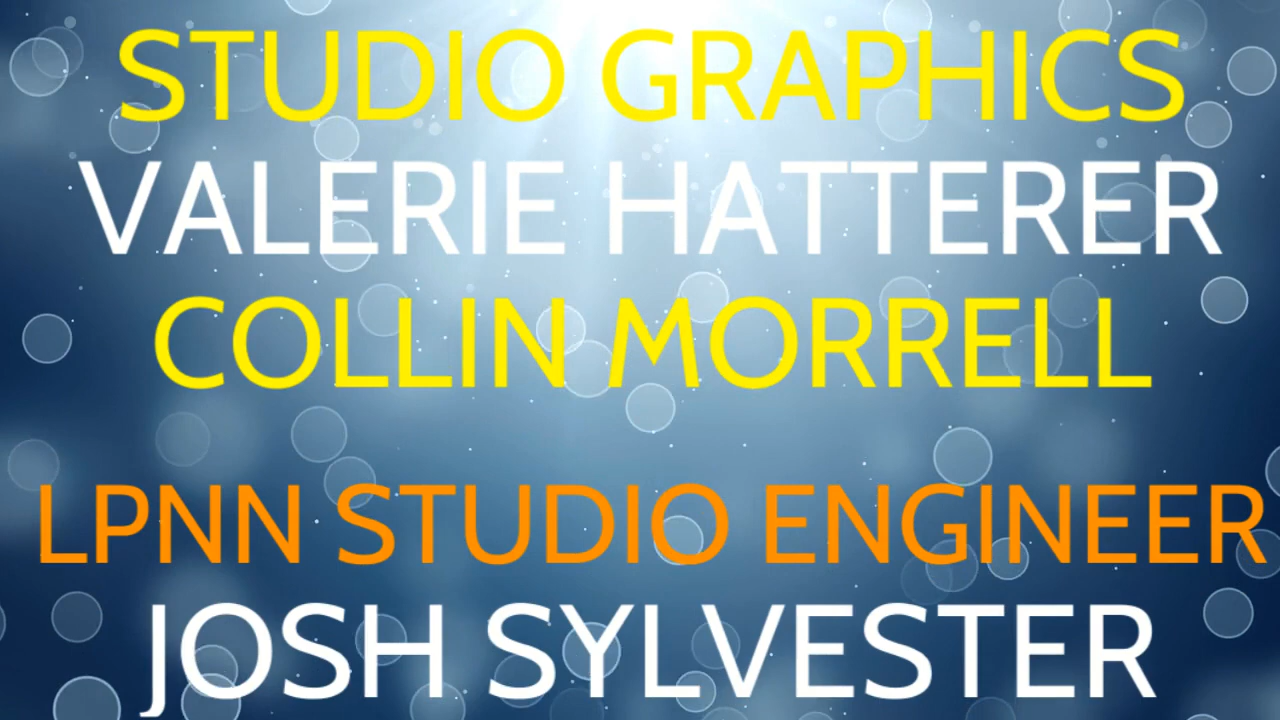 STUDIO GRAPHICS
VALERIE HATTERER
COLLIN MORRELL
LPNN STUDIO ENGINEER
JOSH SYLVESTER